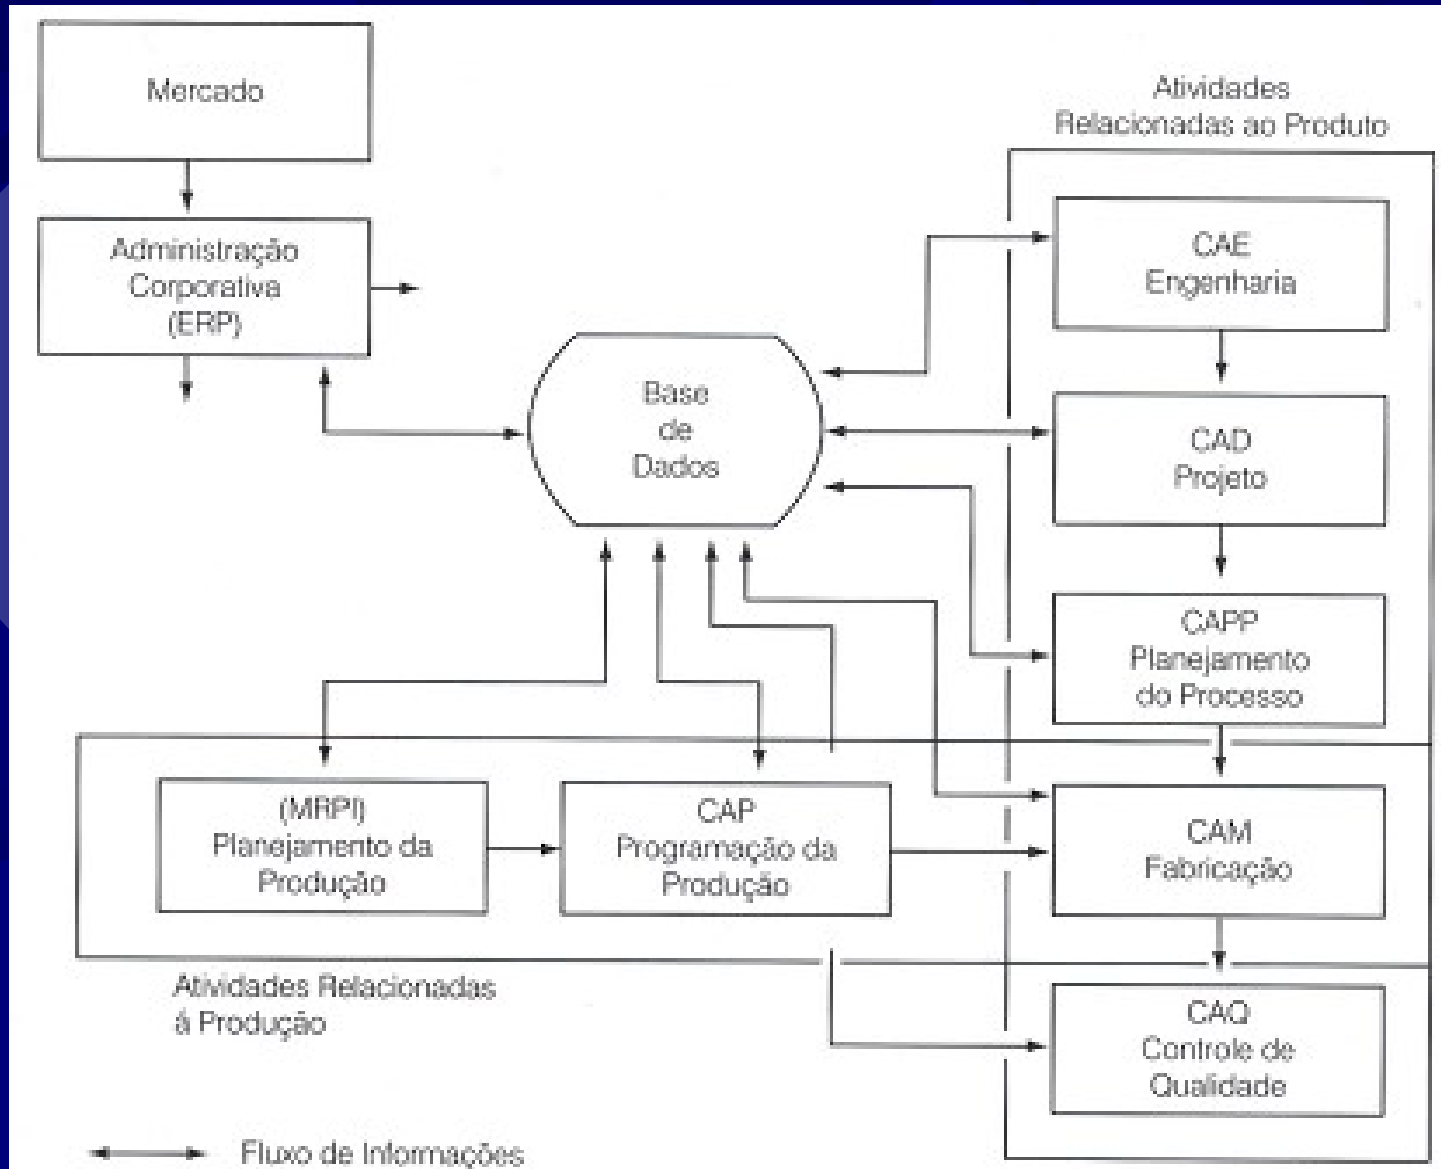 Mercado
Administração
Corporativa
(ERP)
Base
de
Dados
Atividades
Relacionadas ao Produto
CAE
Engenharia
CAD
Projeto
CAPP
Planejamento
do Processo
(MRPI)
Planejamento da
Produção
CAP
Programação da
Produção
CAM
Fabricação
Atividades Relacionadas
á Produção
CAQ
Controle de
Qualidade
Fluxo de Informações